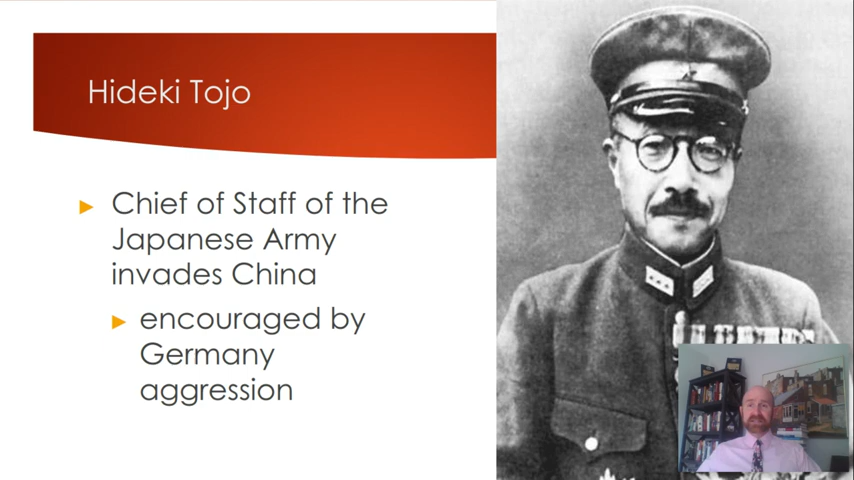 Hideki Tojo
Chief of Staff of the
Japanese Army
invades China
encouraged by
Germany
aggression